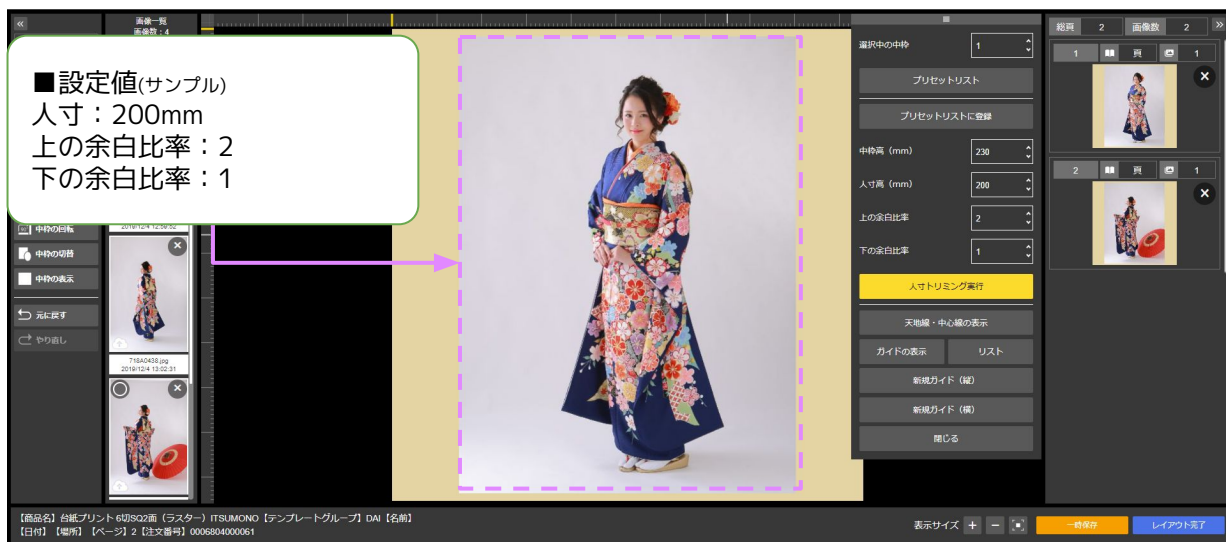 画像一覧
画像数：4
■設定値(サンプル)
人寸：200mm
上の余白比率：2
下の余白比率：1
中枠の回転
中枠の切替
中枠の表示
元に戻す
やり直し
2019/12/4 12:59:52
718A0438.jpg
2019/12/4 13:02:31
選択中の中枠 1
プリセットリスト
プリセットリストに登録
中枠高（mm） 230
人寸高（mm） 200
上の余白比率 2
下の余白比率 1
人寸トリミング実行
天地線・中心線の表示
ガイドの表示 リスト
新規ガイド（縦）
新規ガイド（横）
閉じる
総頁 2 画像数 2
1 頁 1
2 頁 1
【商品名】台紙プリント 6切SQ2面（ラスター）ITSUMONO【テンプレートグループ】DAI【名前】
【日付】【場所】【ページ】2【注文番号】0006804000061
表示サイズ + −
一時保存
レイアウト完了